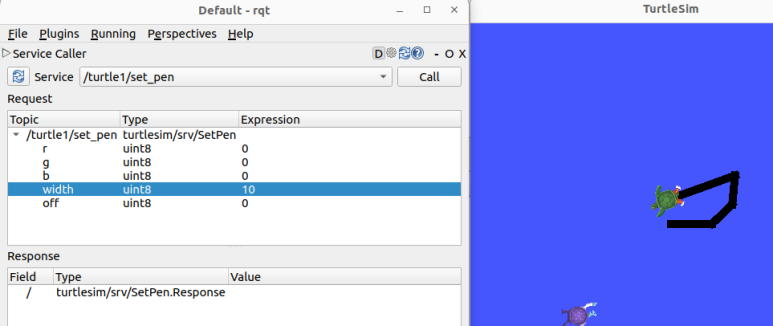 Default - rqt
TurtleSim
File Plugins Running Perspectives Help
Service Caller
D - O X
Service /turtle1/set_pen Call
Request
Topic Type Expression
/turtle1/set_pen turtlesim/srv/SetPen
r uint8 0
g uint8 0
b uint8 0
width uint8 10
off uint8 0
Response
Field Type Value
/ turtlesim/srv/SetPen.Response